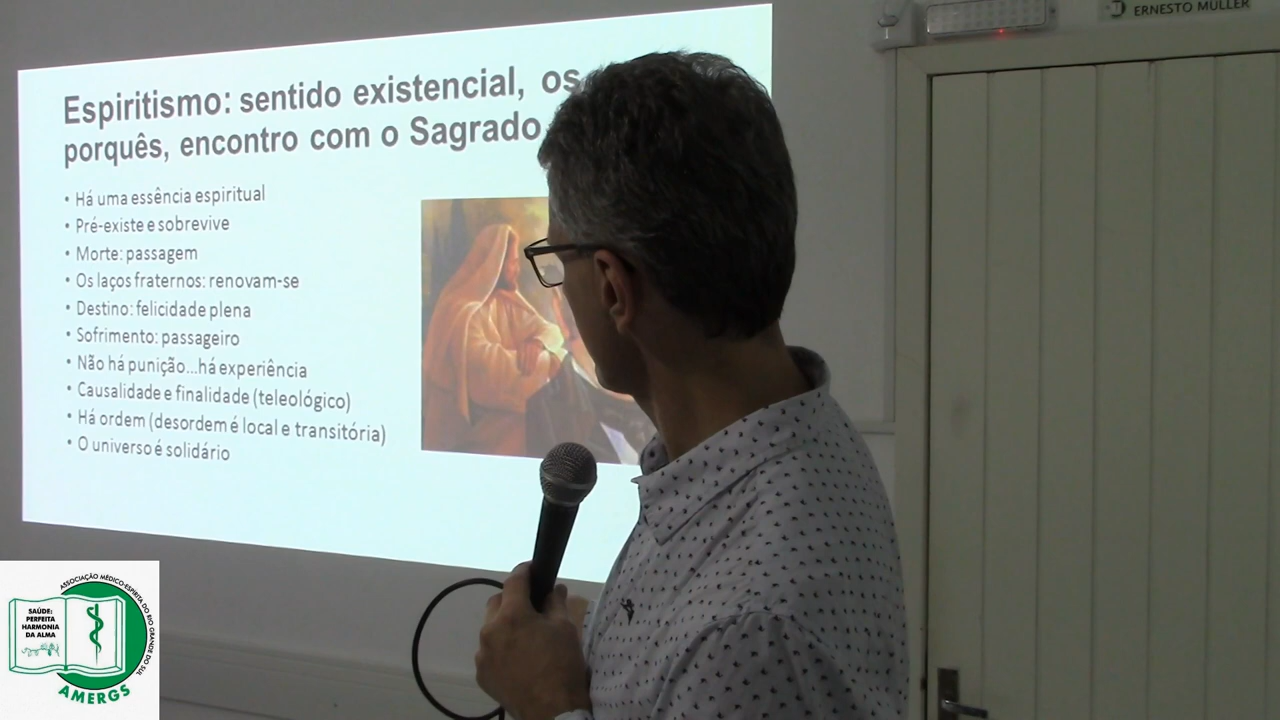 ERNESTO MÜLLER
Espiritismo: sentido existencial, os
porquês, encontro com o Sagrado
• Há uma essência espiritual
• Pré-existe e sobrevive
• Morte: passagem
• Os laços fraternos: renovam-se
• Destino: felicidade plena
• Sofrimento: passageiro
• Não há punição...há experiência
• Causalidade e finalidade (teleológico)
• Há ordem (desordem é local e transitória)
• O universo é solidário
ASSOCIAÇÃO MÉDICO-ESPÍRITA DO RIO GRANDE DO SUL
SAÚDE:
PERFEITA
HARMONIA
DA ALMA
AMERGS